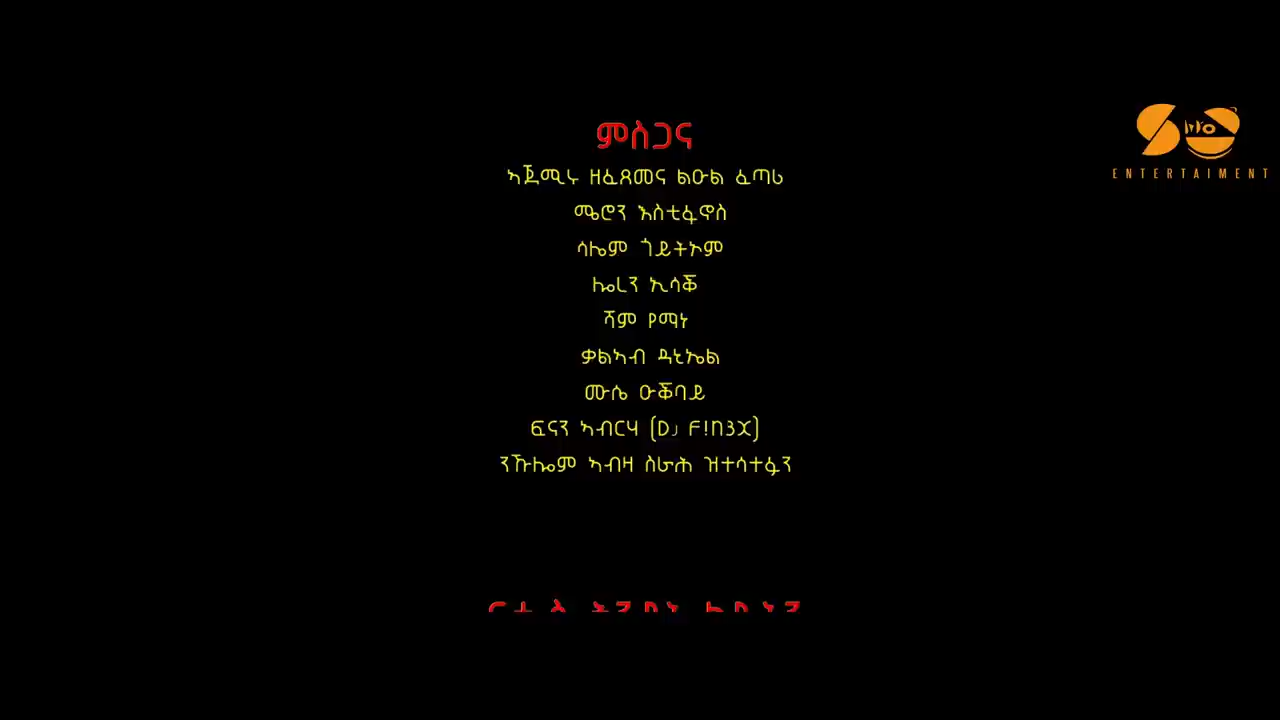 ምስጋና
ኣጀሚሩ ዘፈጸመና ልዑል ፈጣሪ
ሜሮን እስቲፋኖስ
ሳሌም ጎይትኦም
ሎረን ኢሳቕ
ሻም የማነ
ቃልኣብ ዳኒኤል
ሙሴ ዑቕባይ
ፍናን ኣብርሃ (DJ F!N3X)
ንኹሎም ኣብዛ ስራሕ ዝተሳተፉን
ENTERTAIMENT